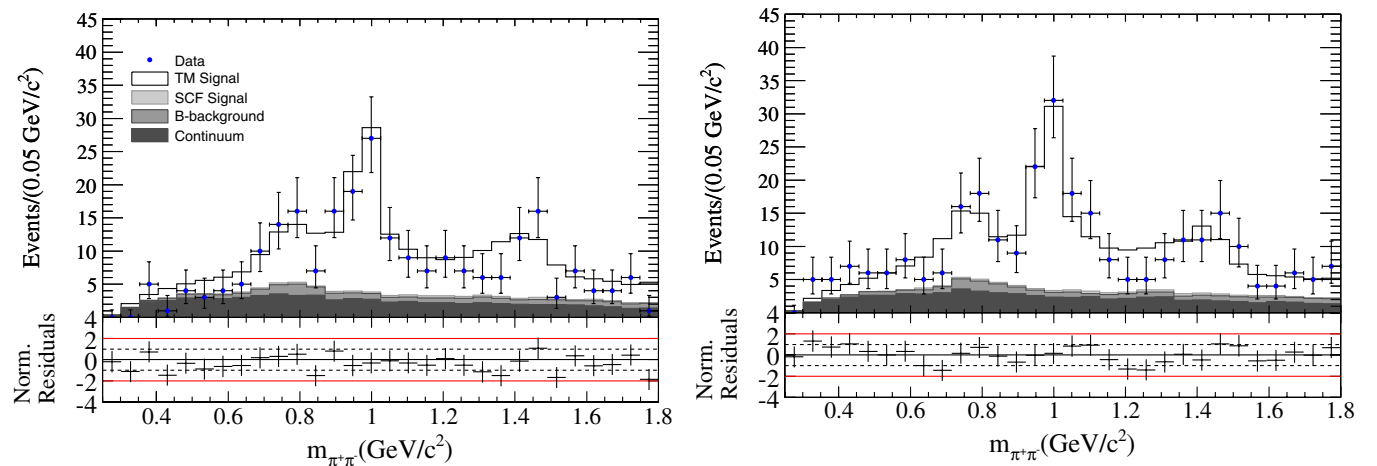 45
40
35
30
25
20
15
10
5
Events/(0.05 GeV/c²)
Data
TM Signal
SCF Signal
B-background
Continuum
4
2
0
-2
-4
Norm.
Residuals
0.4 0.6 0.8 1 1.2 1.4 1.6 1.8
m_π⁺π⁻(GeV/c²)
45
40
35
30
25
20
15
10
5
Events/(0.05 GeV/c²)
4
2
0
-2
-4
Norm.
Residuals
0.4 0.6 0.8 1 1.2 1.4 1.6 1.8
m_π⁺π⁻(GeV/c²)